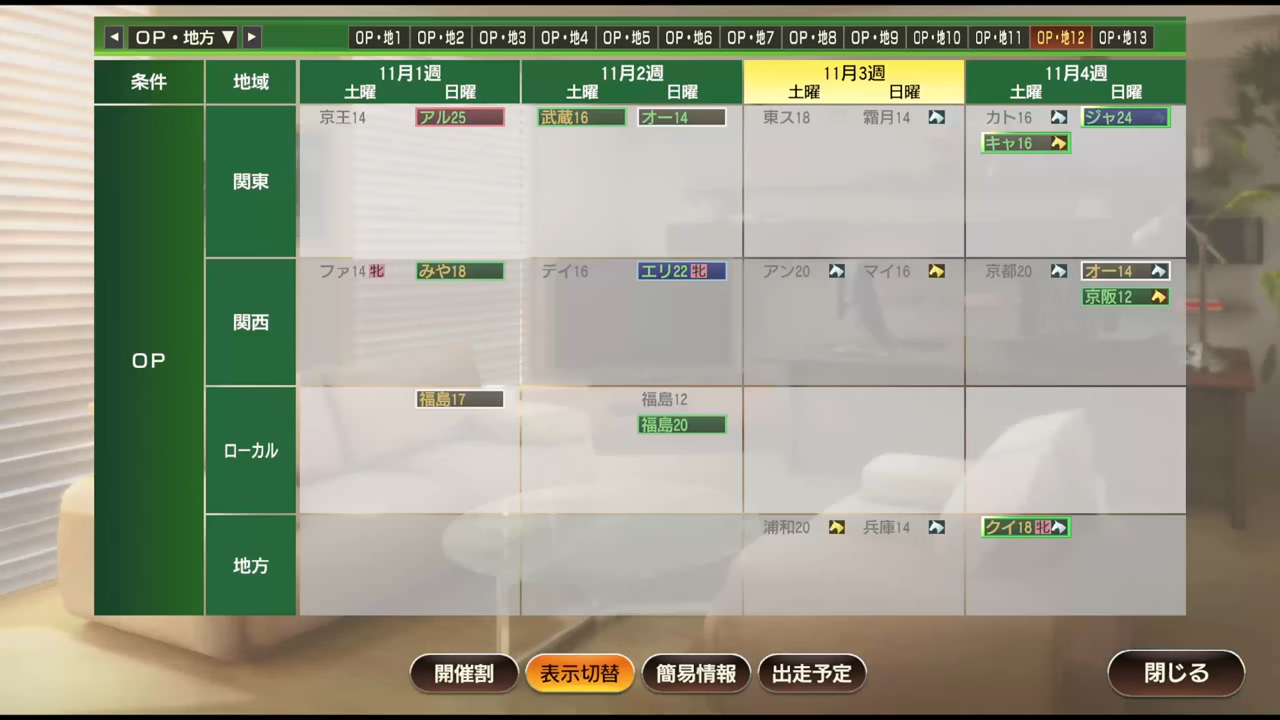 ◀ OP・地方▼ ▶ OP・地1 OP・地2 OP・地3 OP・地4 OP・地5 OP・地6 OP・地7 OP・地8 OP・地9 OP・地10 OP・地11 OP・地12 OP・地13
条件 地域 11月1週 11月2週 11月3週 11月4週
土曜 日曜 土曜 日曜 土曜 日曜 土曜 日曜
京王14 アル25 武蔵16 オー14 東ス18 霜月14 カト16 ジャ24
キャ16
関東
ファ14牝 みや18 デイ16 エリ22牝 アン20 マイ16 京都20 オー14
京阪12
関西
OP
福島17 福島12
福島20
ローカル
浦和20 兵庫14 クイ18牝
地方
開催割 表示切替 簡易情報 出走予定 閉じる